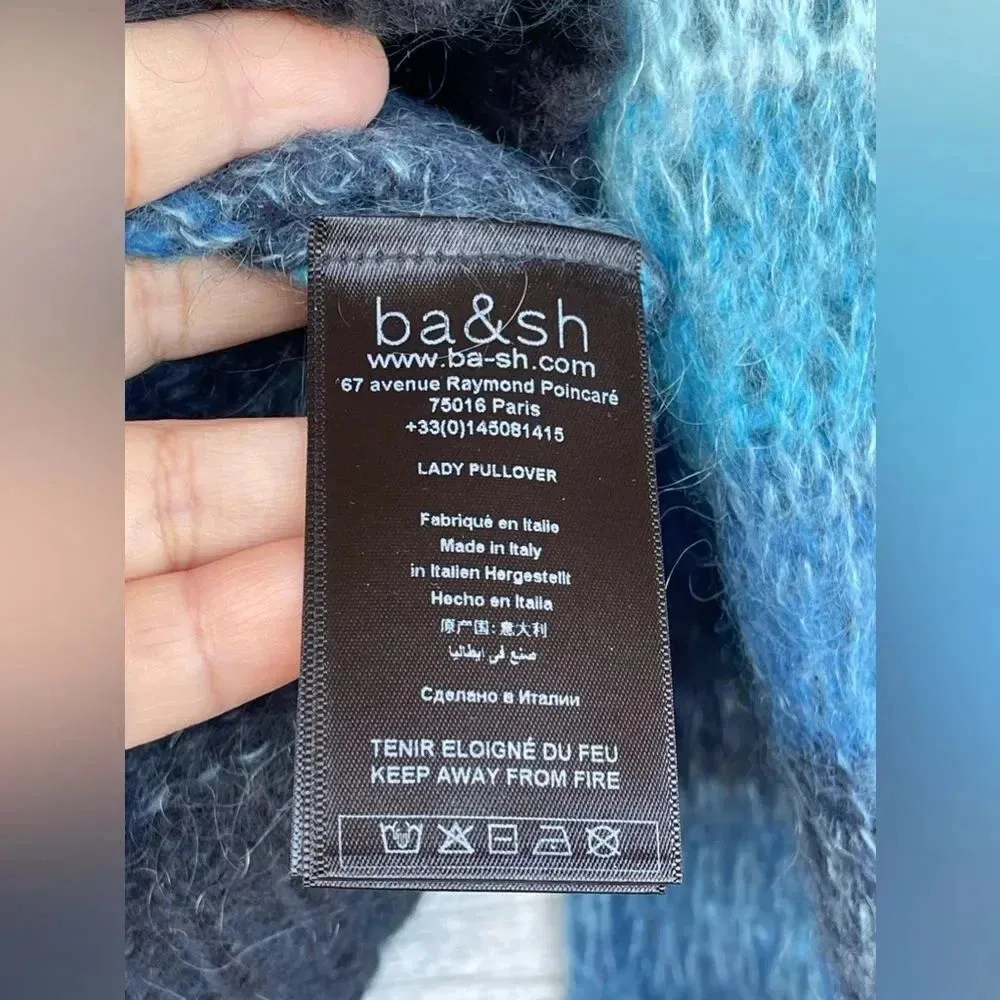 ba&sh
www.ba-sh.com
67 avenue Raymond Poincaré
75016 Paris
+33(0)145081415
LADY PULLOVER
Fabriqué en Italie
Made in Italy
in Italien Hergestellt
Hecho en Italia
原产国: 意大利
صنع في ايطاليا
Сделано в Италии
TENIR ELOIGNÉ DU FEU
KEEP AWAY FROM FIRE